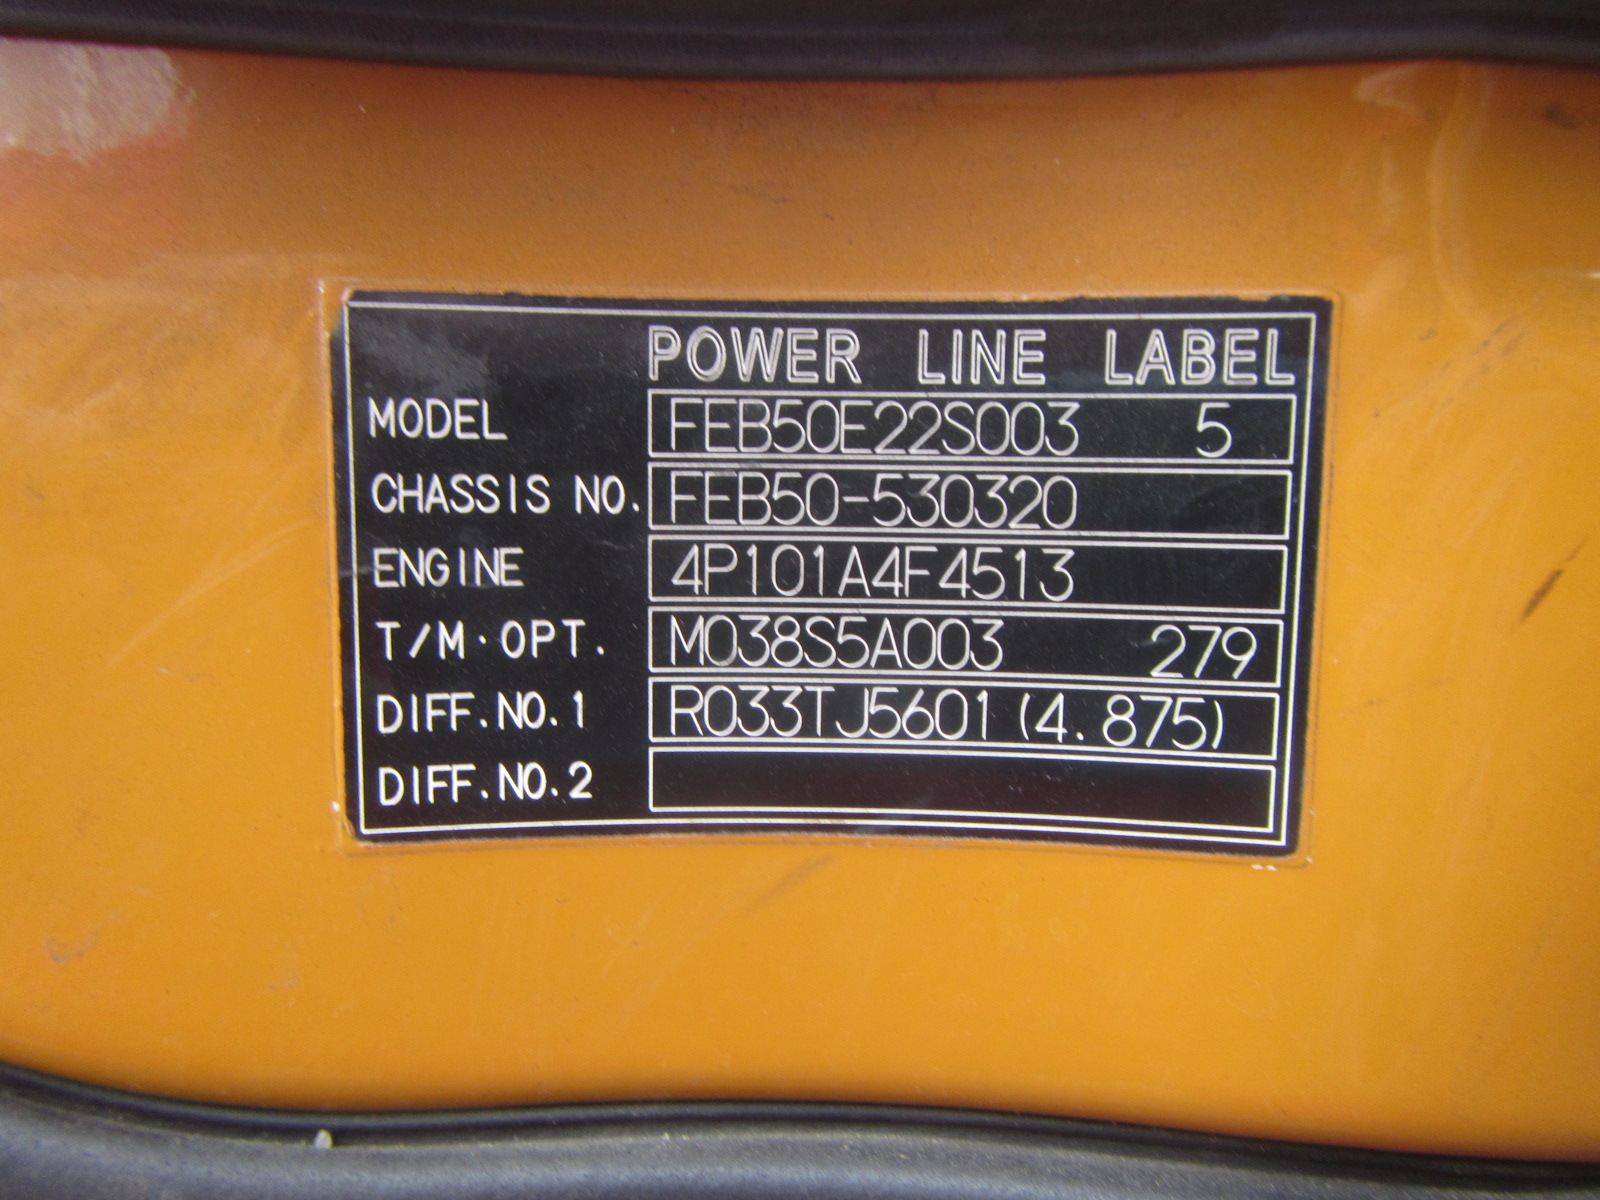 POWER LINE LABEL
MODEL FEB50E22S003 5
CHASSIS NO. FEB50-530320
ENGINE 4P101A4F4513
T/M·OPT. M038S5A003 279
DIFF.NO.1 R033TJ5601(4.875)
DIFF.NO.2